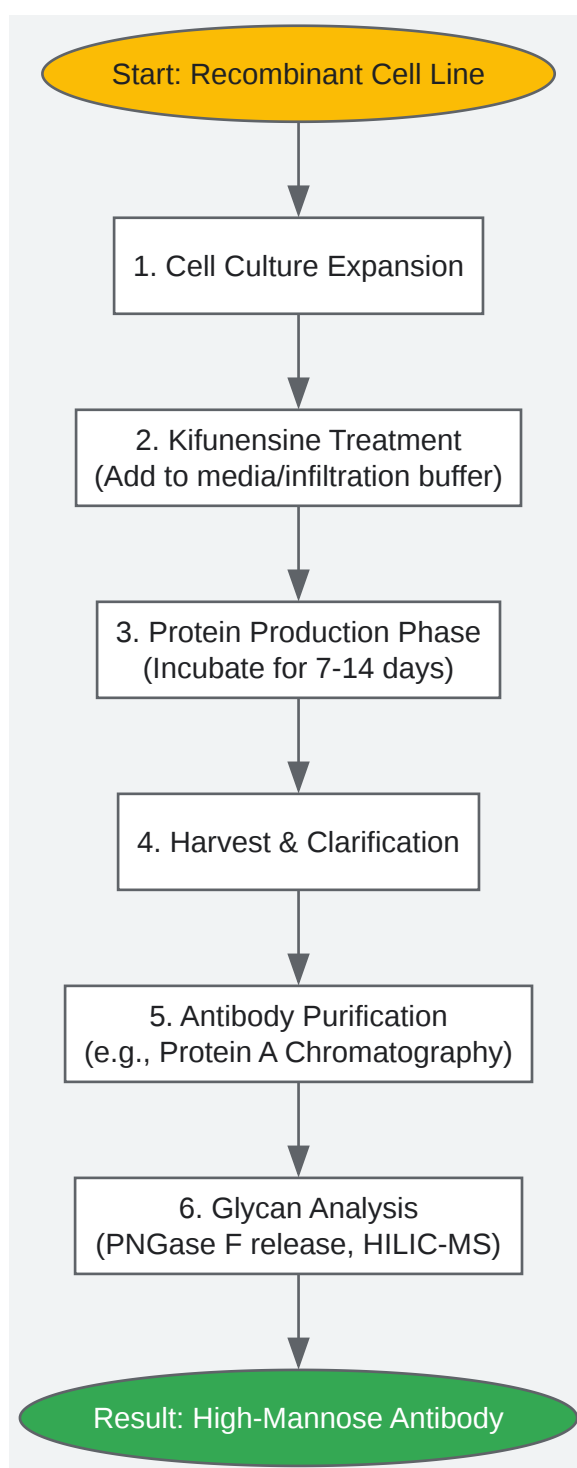 Start: Recombinant Cell Line
1. Cell Culture Expansion
2. Kifunensine Treatment
(Add to media/infiltration buffer)
3. Protein Production Phase
(Incubate for 7-14 days)
4. Harvest & Clarification
5. Antibody Purification
(e.g., Protein A Chromatography)
6. Glycan Analysis
(PNGase F release, HILIC-MS)
Result: High-Mannose Antibody